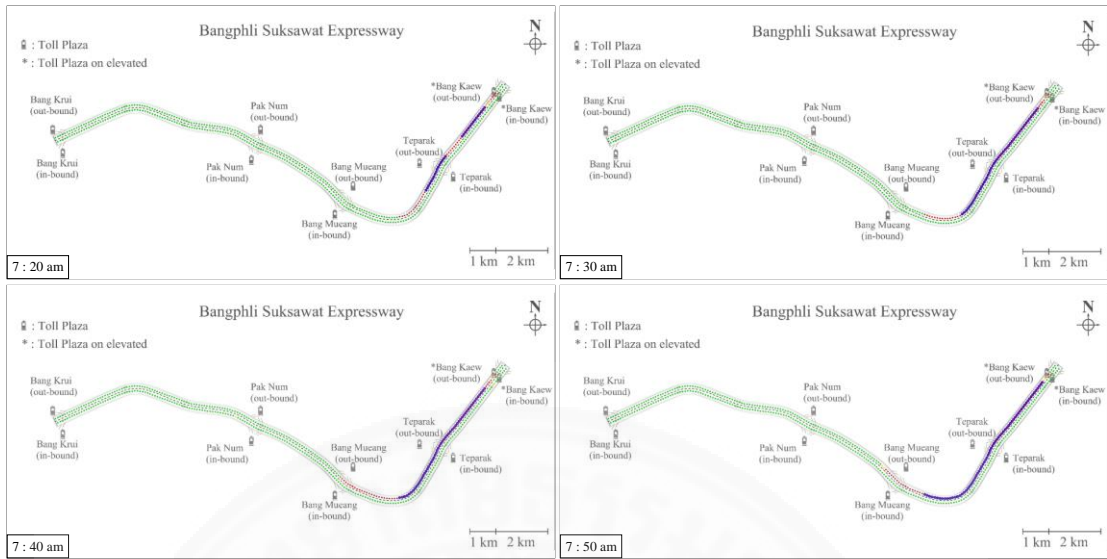 Bangphli Suksawat Expressway
N
: Toll Plaza
* : Toll Plaza on elevated
*Bang Kaew
(out-bound)
*Bang Kaew
(in-bound)
Bang Krui
(out-bound)
Pak Num
(out-bound)
Teparak
(out-bound)
Bang Krui
(in-bound)
Pak Num
(in-bound)
Bang Mueang
(out-bound)
Teparak
(in-bound)
Bang Mueang
(in-bound)
1 km 2 km
7 : 20 am
Bangphli Suksawat Expressway
N
: Toll Plaza
* : Toll Plaza on elevated
*Bang Kaew
(out-bound)
*Bang Kaew
(in-bound)
Bang Krui
(out-bound)
Pak Num
(out-bound)
Teparak
(out-bound)
Bang Krui
(in-bound)
Pak Num
(in-bound)
Bang Mueang
(out-bound)
Teparak
(in-bound)
Bang Mueang
(in-bound)
1 km 2 km
7 : 30 am
Bangphli Suksawat Expressway
N
: Toll Plaza
* : Toll Plaza on elevated
*Bang Kaew
(out-bound)
*Bang Kaew
(in-bound)
Bang Krui
(out-bound)
Pak Num
(out-bound)
Teparak
(out-bound)
Bang Krui
(in-bound)
Pak Num
(in-bound)
Bang Mueang
(out-bound)
Teparak
(in-bound)
Bang Mueang
(in-bound)
1 km 2 km
7 : 40 am
Bangphli Suksawat Expressway
N
: Toll Plaza
* : Toll Plaza on elevated
*Bang Kaew
(out-bound)
*Bang Kaew
(in-bound)
Bang Krui
(out-bound)
Pak Num
(out-bound)
Teparak
(out-bound)
Bang Krui
(in-bound)
Pak Num
(in-bound)
Bang Mueang
(out-bound)
Teparak
(in-bound)
Bang Mueang
(in-bound)
1 km 2 km
7 : 50 am